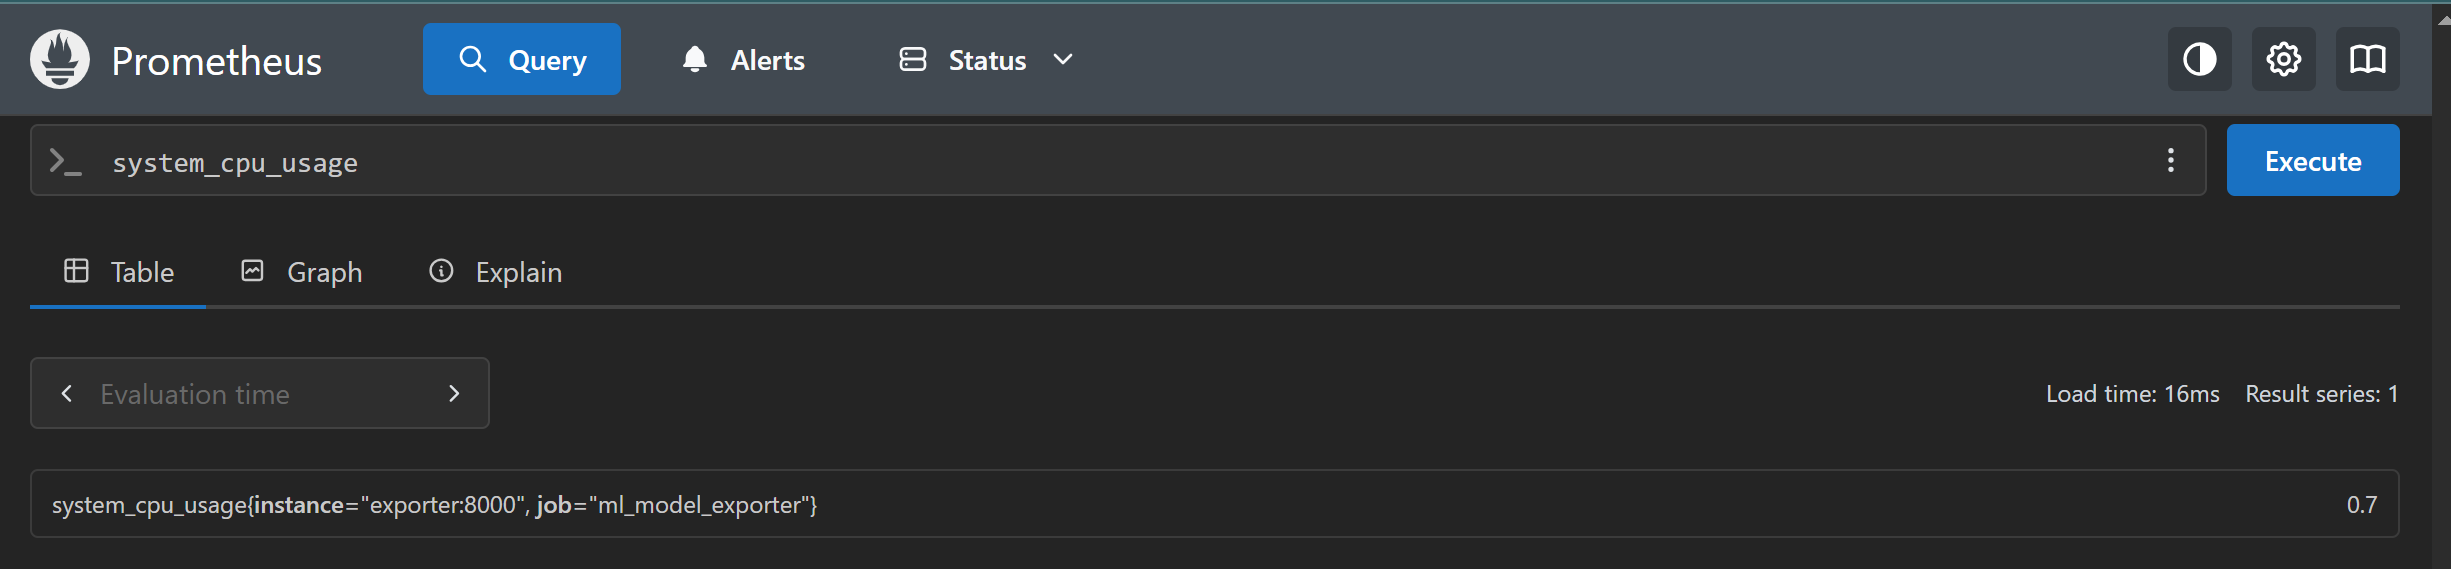 Prometheus Query Alerts Status
>_ system_cpu_usage Execute
Table Graph Explain
Evaluation time Load time: 16ms Result series: 1
system_cpu_usage{instance="exporter:8000", job="ml_model_exporter"} 0.7